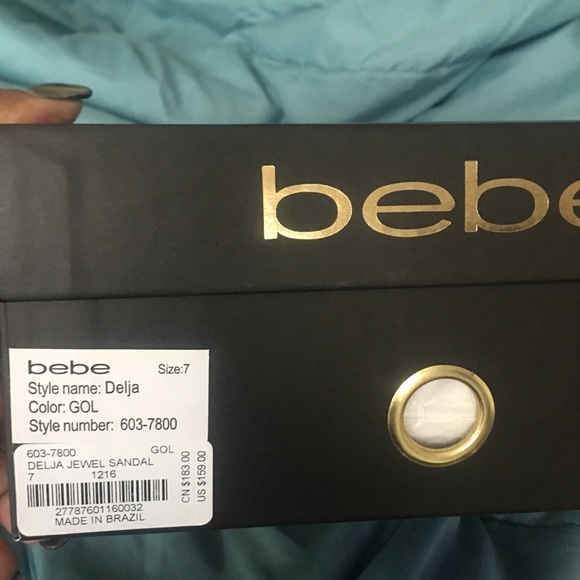 bebe
bebe Size:7
Style name: Delja
Color: GOL
Style number: 603-7800
603-7800 GOL
DELJA JEWEL SANDAL
7 1216
27787601160032
MADE IN BRAZIL
CN $183.00
US $159.00